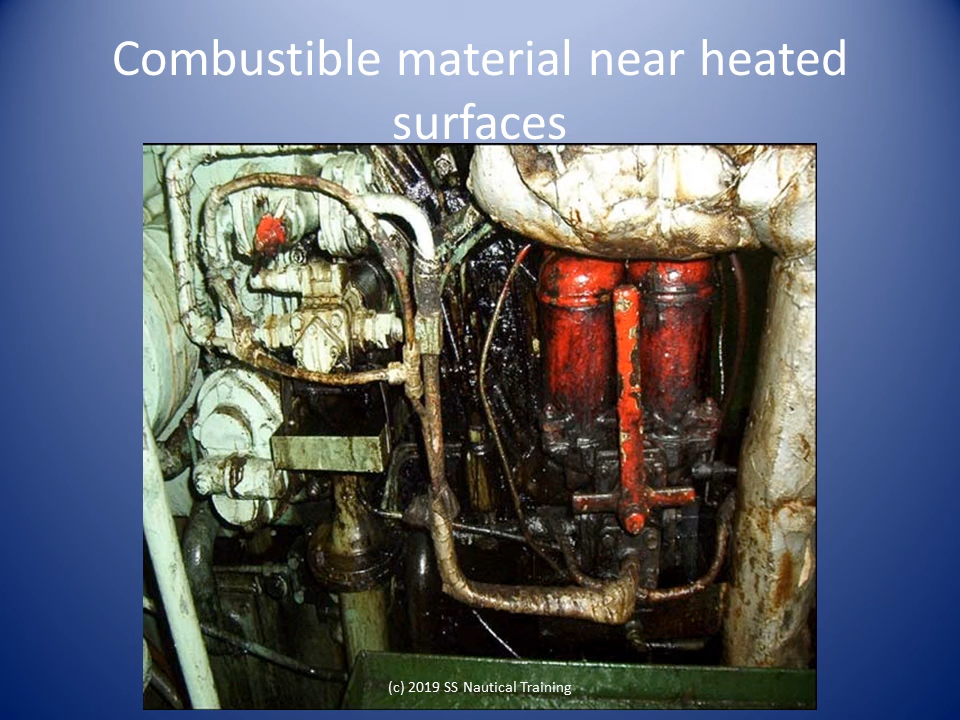 Combustible material near heated
surfaces
(c) 2019 SS Nautical Training